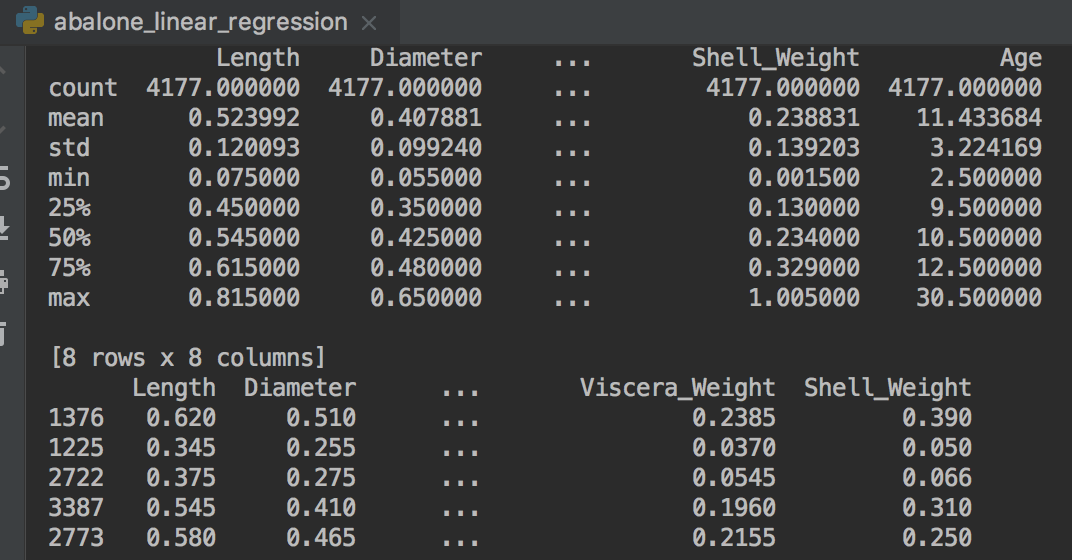 abalone_linear_regression
Length Diameter ... Shell_Weight Age
count 4177.000000 4177.000000 ... 4177.000000 4177.000000
mean 0.523992 0.407881 ... 0.238831 11.433684
std 0.120093 0.099240 ... 0.139203 3.224169
min 0.075000 0.055000 ... 0.001500 2.500000
25% 0.450000 0.350000 ... 0.130000 9.500000
50% 0.545000 0.425000 ... 0.234000 10.500000
75% 0.615000 0.480000 ... 0.329000 12.500000
max 0.815000 0.650000 ... 1.005000 30.500000
[8 rows x 8 columns]
Length Diameter ... Viscera_Weight Shell_Weight
1376 0.620 0.510 ... 0.2385 0.390
1225 0.345 0.255 ... 0.0370 0.050
2722 0.375 0.275 ... 0.0545 0.066
3387 0.545 0.410 ... 0.1960 0.310
2773 0.580 0.465 ... 0.2155 0.250